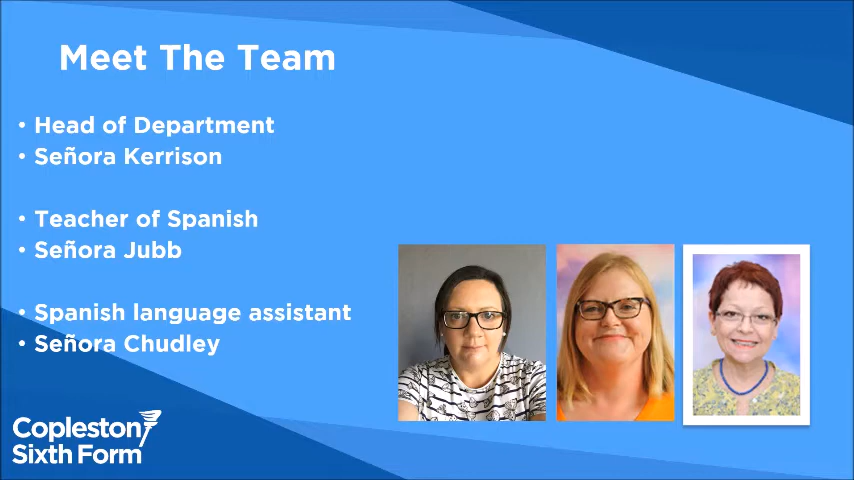 Meet The Team
• Head of Department
• Señora Kerrison
• Teacher of Spanish
• Señora Jubb
• Spanish language assistant
• Señora Chudley
Copleston
Sixth Form